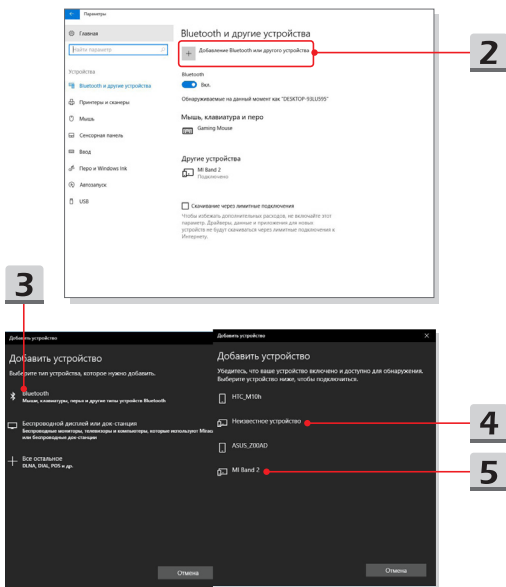 Параметры
Главная
Найти параметр
Устройства
Bluetooth и другие устройства
Принтеры и сканеры
Мышь
Сенсорная панель
Ввод
Перо и Windows Ink
Автозапуск
USB
Bluetooth и другие устройства
Добавление Bluetooth или другого устройства
Bluetooth
Вкл.
Обнаруживаемые на данный момент как "DESKTOP-93LU59S"
Мышь, клавиатура и перо
Gaming Mouse
Другие устройства
MI Band 2
Подключено
Скачивание через лимитные подключения
Чтобы избежать дополнительных расходов, не включайте этот
параметр. Драйверы, данные и приложения для новых
устройств не будут скачиваться через лимитные подключения к
Интернету.
2
3
Добавить устройство
Добавить устройство
Выберите тип устройства, которое нужно добавить.
Bluetooth
Мыши, клавиатуры, перья и другие типы устройств Bluetooth
Беспроводной дисплей или док-станция
Беспроводные мониторы, телевизоры и компьютеры, которые используют
или беспроводные док-станции
Все остальное
DLNA, DIAL, POS и др.
Отмена
Добавить устройство
Добавить устройство
Убедитесь, что ваше устройство включено и доступно для обнаружения.
Выберите устройство ниже, чтобы подключиться.
HTC_M10h
Неизвестное устройство
ASUS_Z00AD
MI Band 2
Отмена
4
5